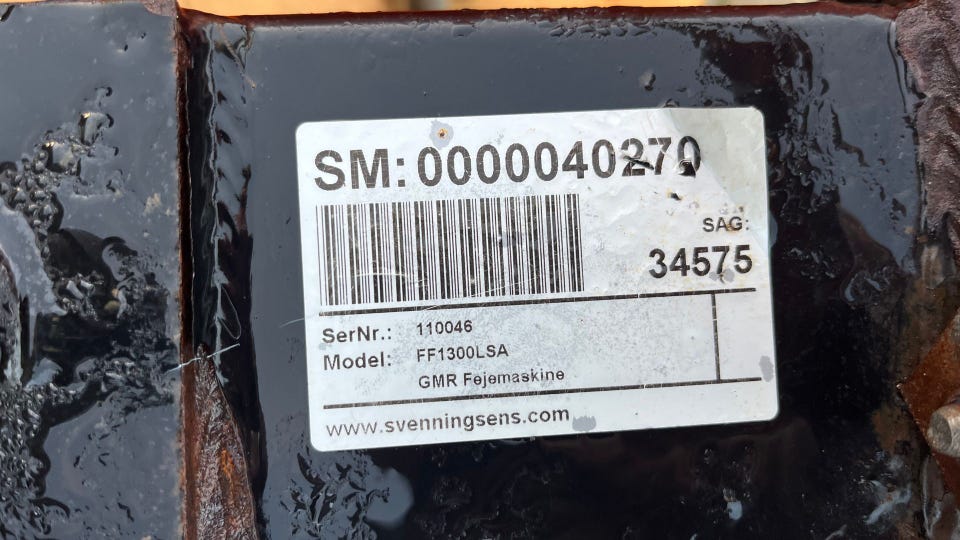 SM: 0000040270
SAG:
34575
SerNr.: 110046
Model: FF1300LSA
GMR Fejemaskine
www.svenningsens.com